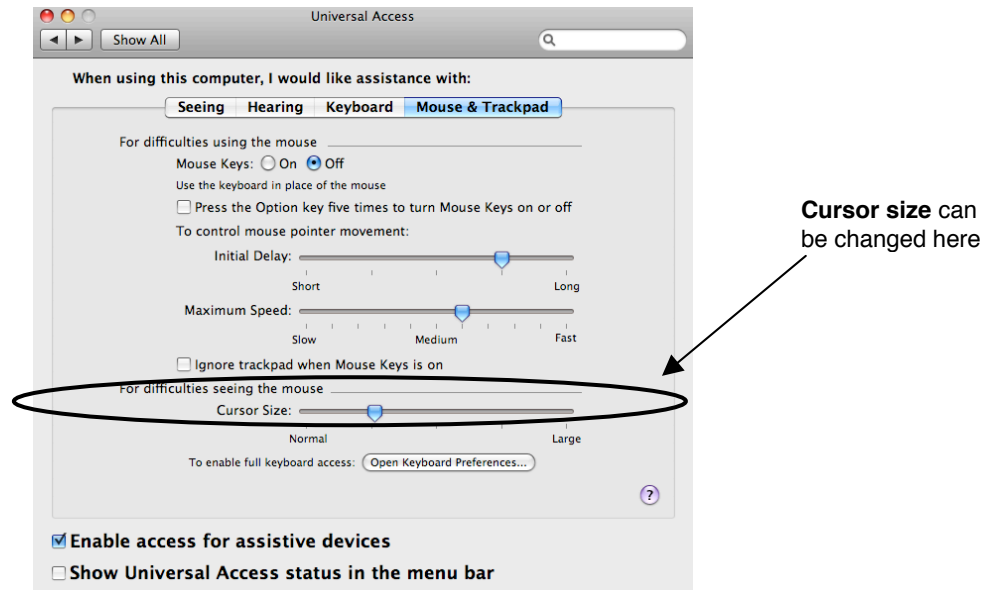 Universal Access
Show All
When using this computer, I would like assistance with:
Seeing Hearing Keyboard Mouse & Trackpad
For difficulties using the mouse
Mouse Keys: On Off
Use the keyboard in place of the mouse
Press the Option key five times to turn Mouse Keys on or off
To control mouse pointer movement:
Initial Delay:
Short Long
Maximum Speed:
Slow Medium Fast
Ignore trackpad when Mouse Keys is on
For difficulties seeing the mouse
Cursor Size:
Normal Large
To enable full keyboard access: Open Keyboard Preferences...
?
Enable access for assistive devices
Show Universal Access status in the menu bar
Cursor size can
be changed here